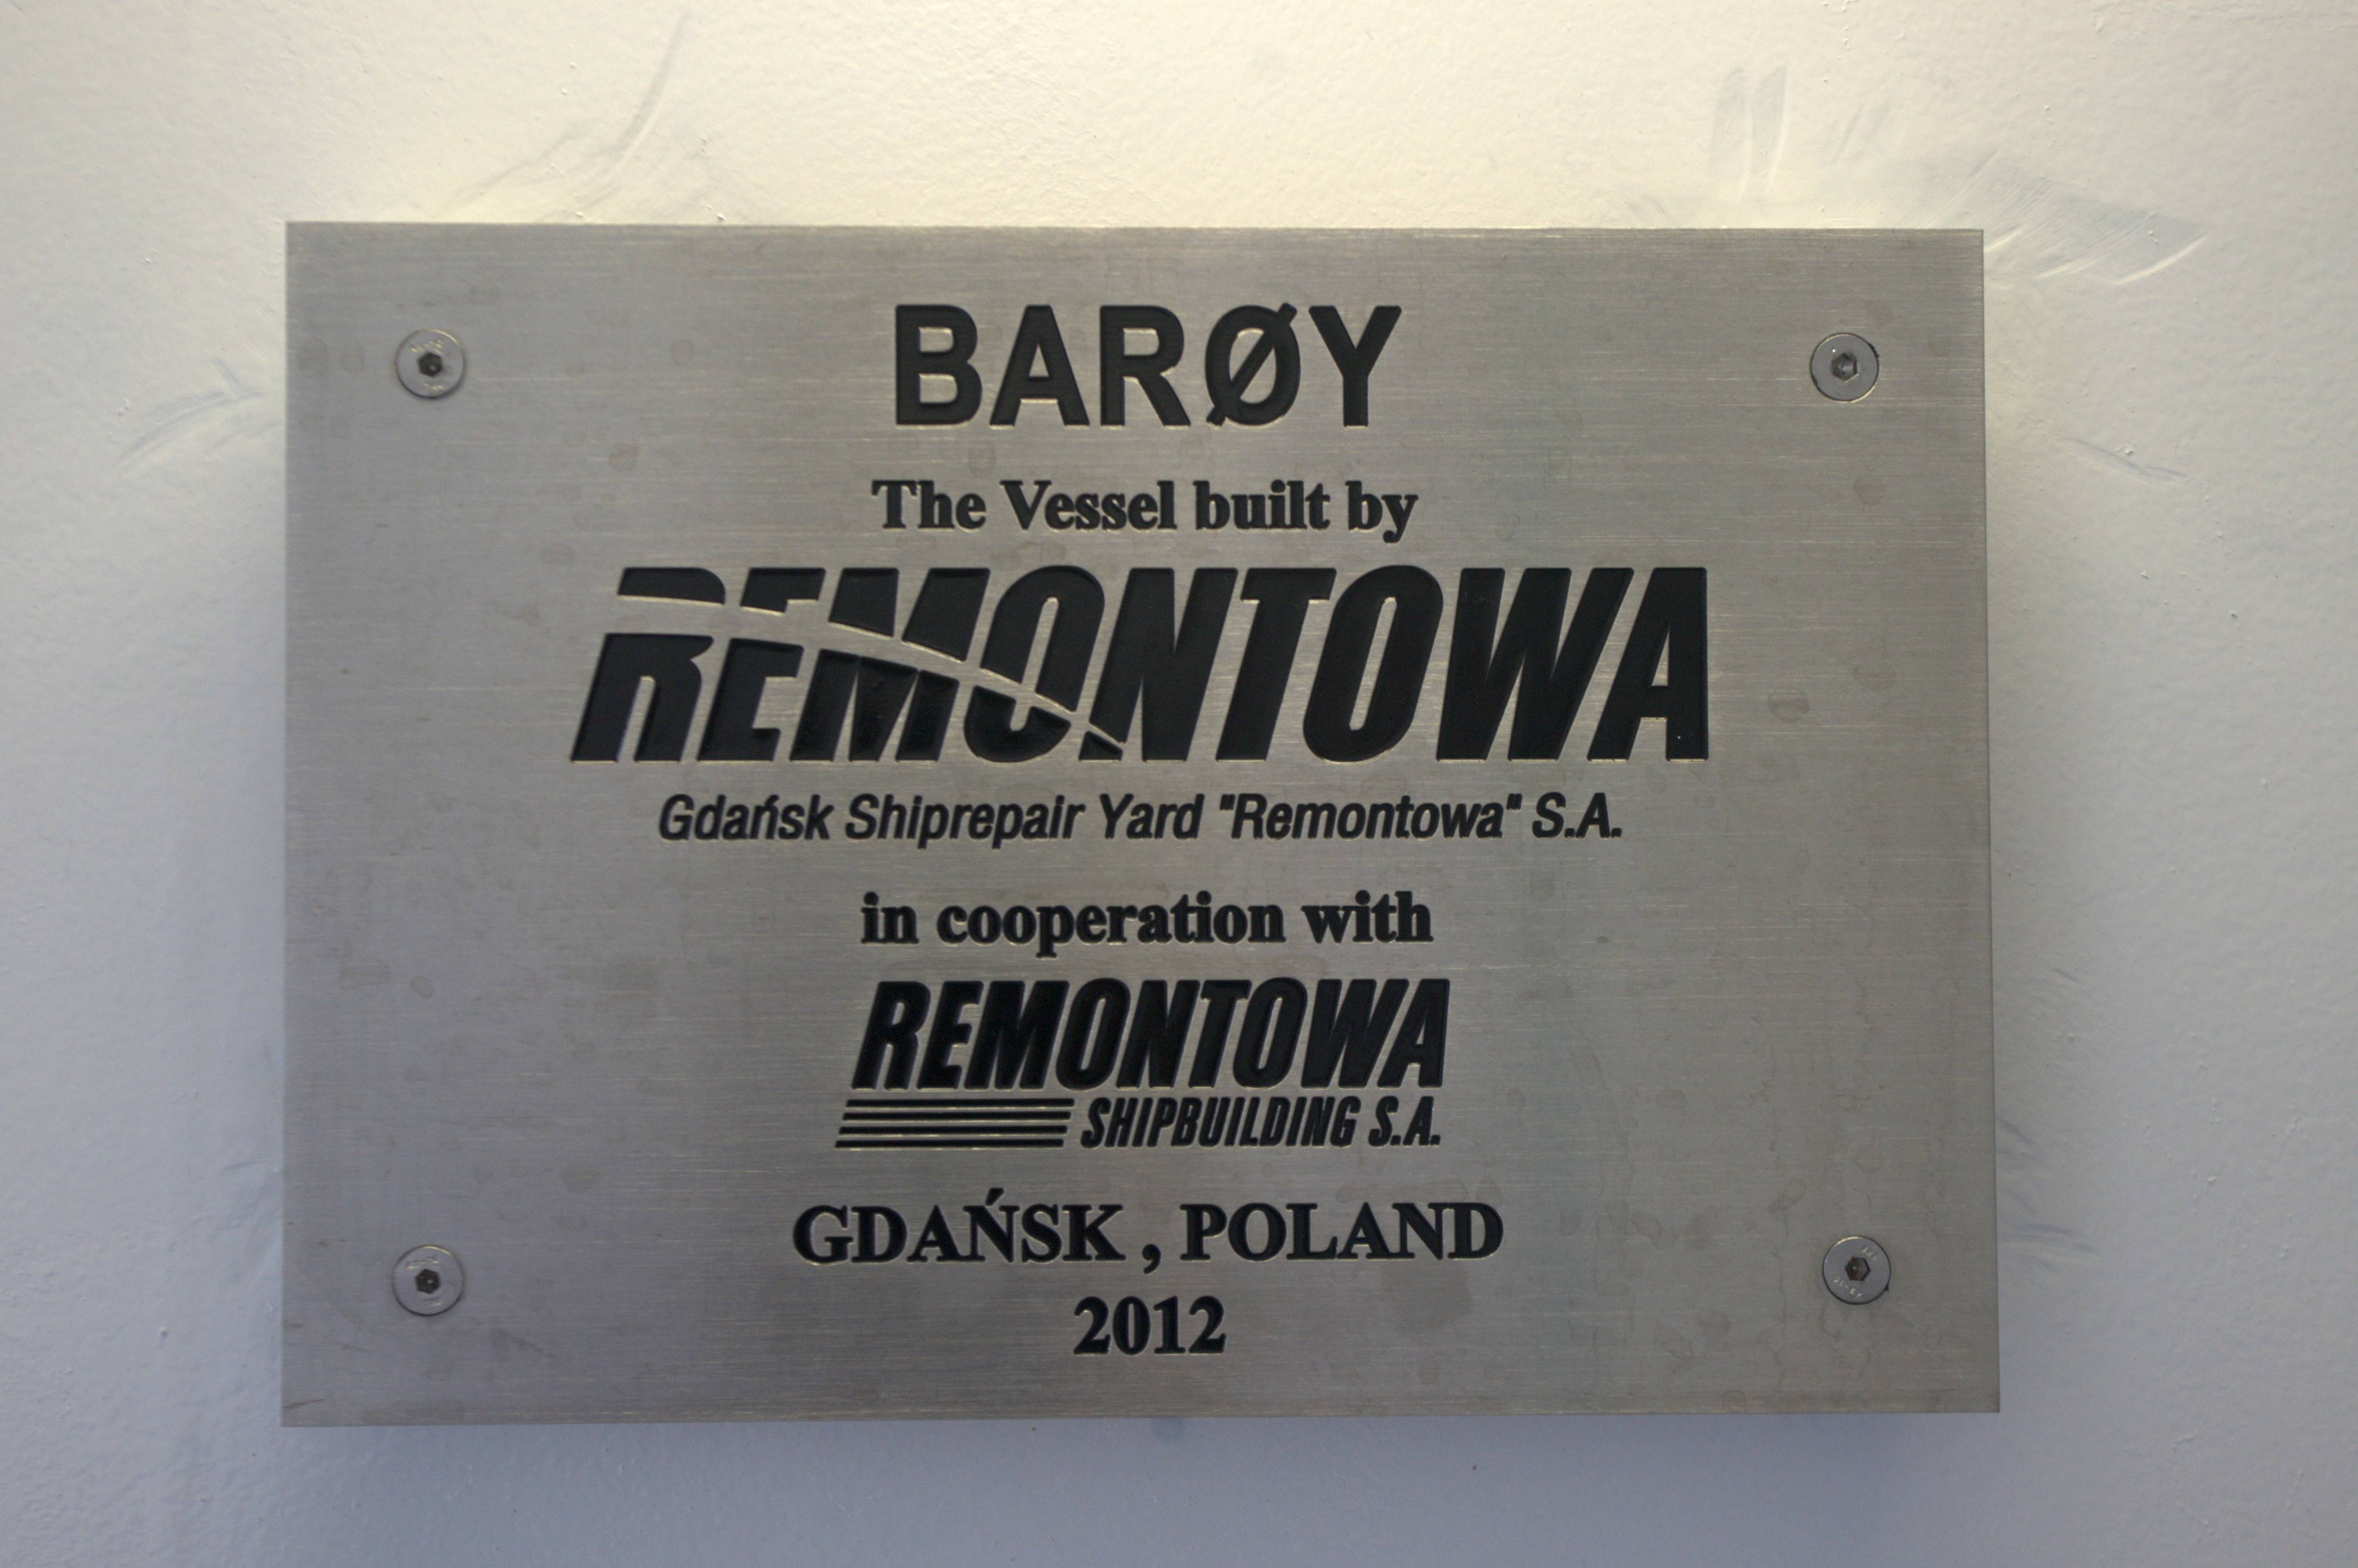 BARØY
The Vessel built by
REMONTOWA
Gdańsk Shiprepair Yard "Remontowa" S.A.
in cooperation with
REMONTOWA
SHIPBUILDING S.A.
GDAŃSK , POLAND
2012